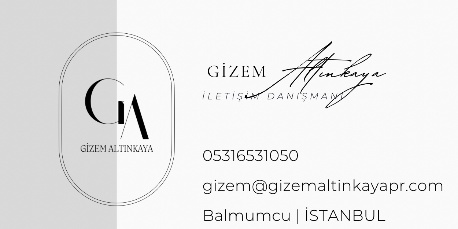 GA
GİZEM ALTINKAYA
GİZEM Altınkaya
İLETİŞİM DANIŞMANI
05316531050
gizem@gizemaltinkayapr.com
Balmumcu | İSTANBUL